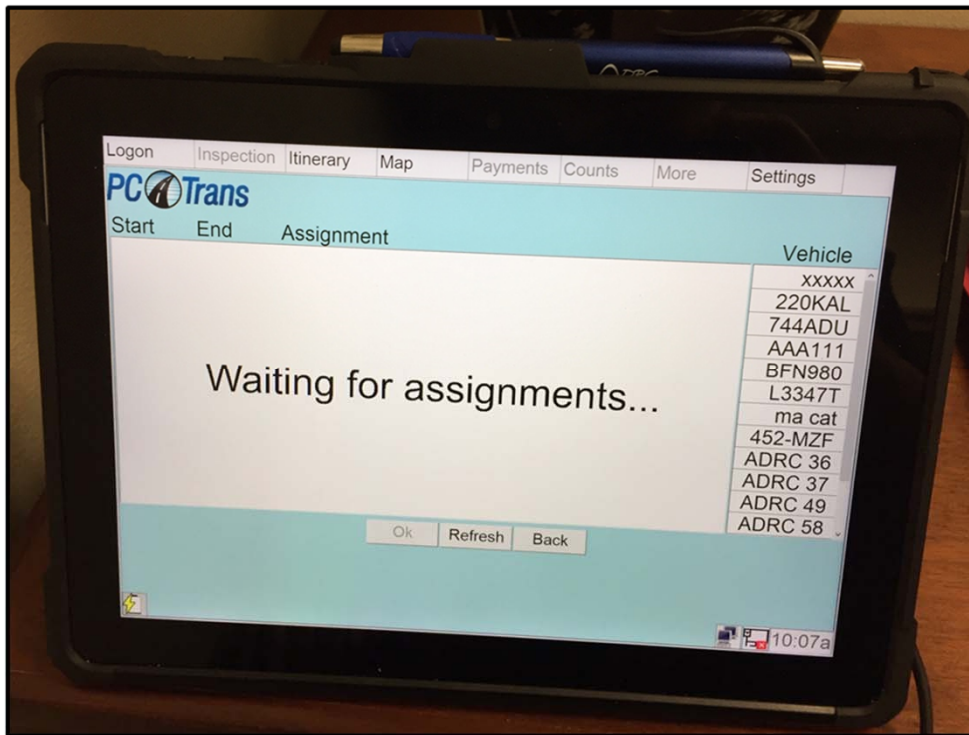 Logon Inspection Itinerary Map Payments Counts More Settings
PC Trans
Start End Assignment Vehicle
Waiting for assignments...
xxxxx
220KAL
744ADU
AAA111
BFN980
L3347T
ma cat
452-MZF
ADRC 36
ADRC 37
ADRC 49
ADRC 58
Ok Refresh Back
10:07a